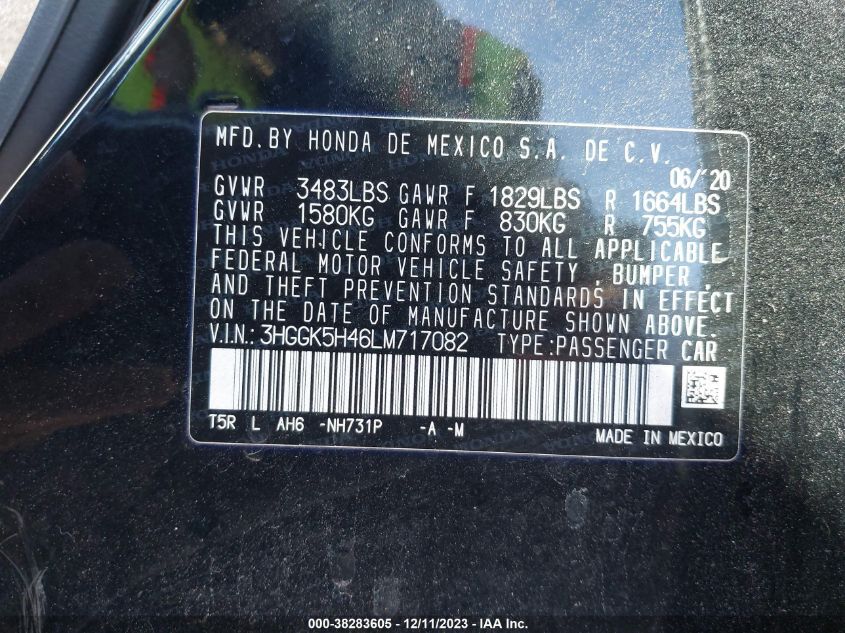 MFD.BY HONDA DE MEXICO S.A. DE C.V.
06/'20
GVWR 3483LBS GAWR F 1829LBS R 1664LBS
GVWR 1580KG GAWR F 830KG R 755KG
THIS VEHICLE CONFORMS TO ALL APPLICABLE
FEDERAL MOTOR VEHICLE SAFETY , BUMPER ,
AND THEFT PREVENTION STANDARDS IN EFFECT
ON THE DATE OF MANUFACTURE SHOWN ABOVE.
V.I.N.: 3HGGK5H46LM717082 TYPE:PASSENGER CAR
T5R L AH6 -NH731P -A -M MADE IN MEXICO
000-38283605 - 12/11/2023 - IAA Inc.